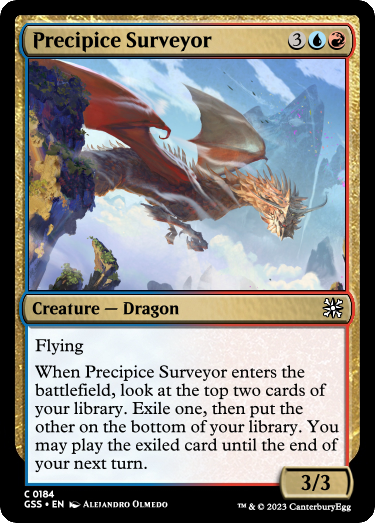 Precipice Surveyor 3
Creature — Dragon
Flying
When Precipice Surveyor enters the
battlefield, look at the top two cards of
your library. Exile one, then put the
other on the bottom of your library. You
may play the exiled card until the end of
your next turn.
3/3
C 0184
GSS • EN Alejandro Olmedo
™ & © 2023 CanterburyEgg